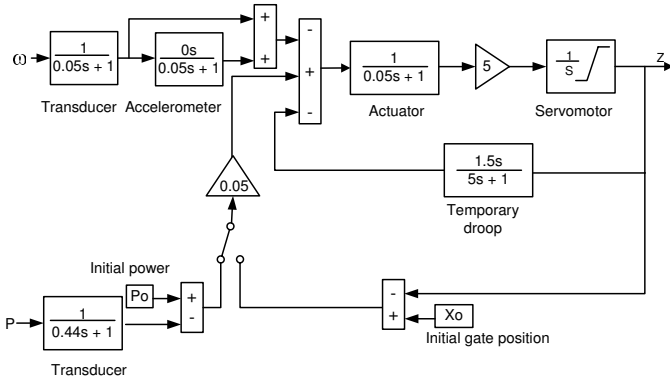 ω
1
0.05s + 1
Transducer
0s
0.05s + 1
Accelerometer
+
+
-
+
-
1
0.05s + 1
Actuator
5
1
S
Servomotor
Z
1.5s
5s + 1
Temporary
droop
0.05
Initial power
Po
+
-
P
1
0.44s + 1
Transducer
-
+
Xo
Initial gate position